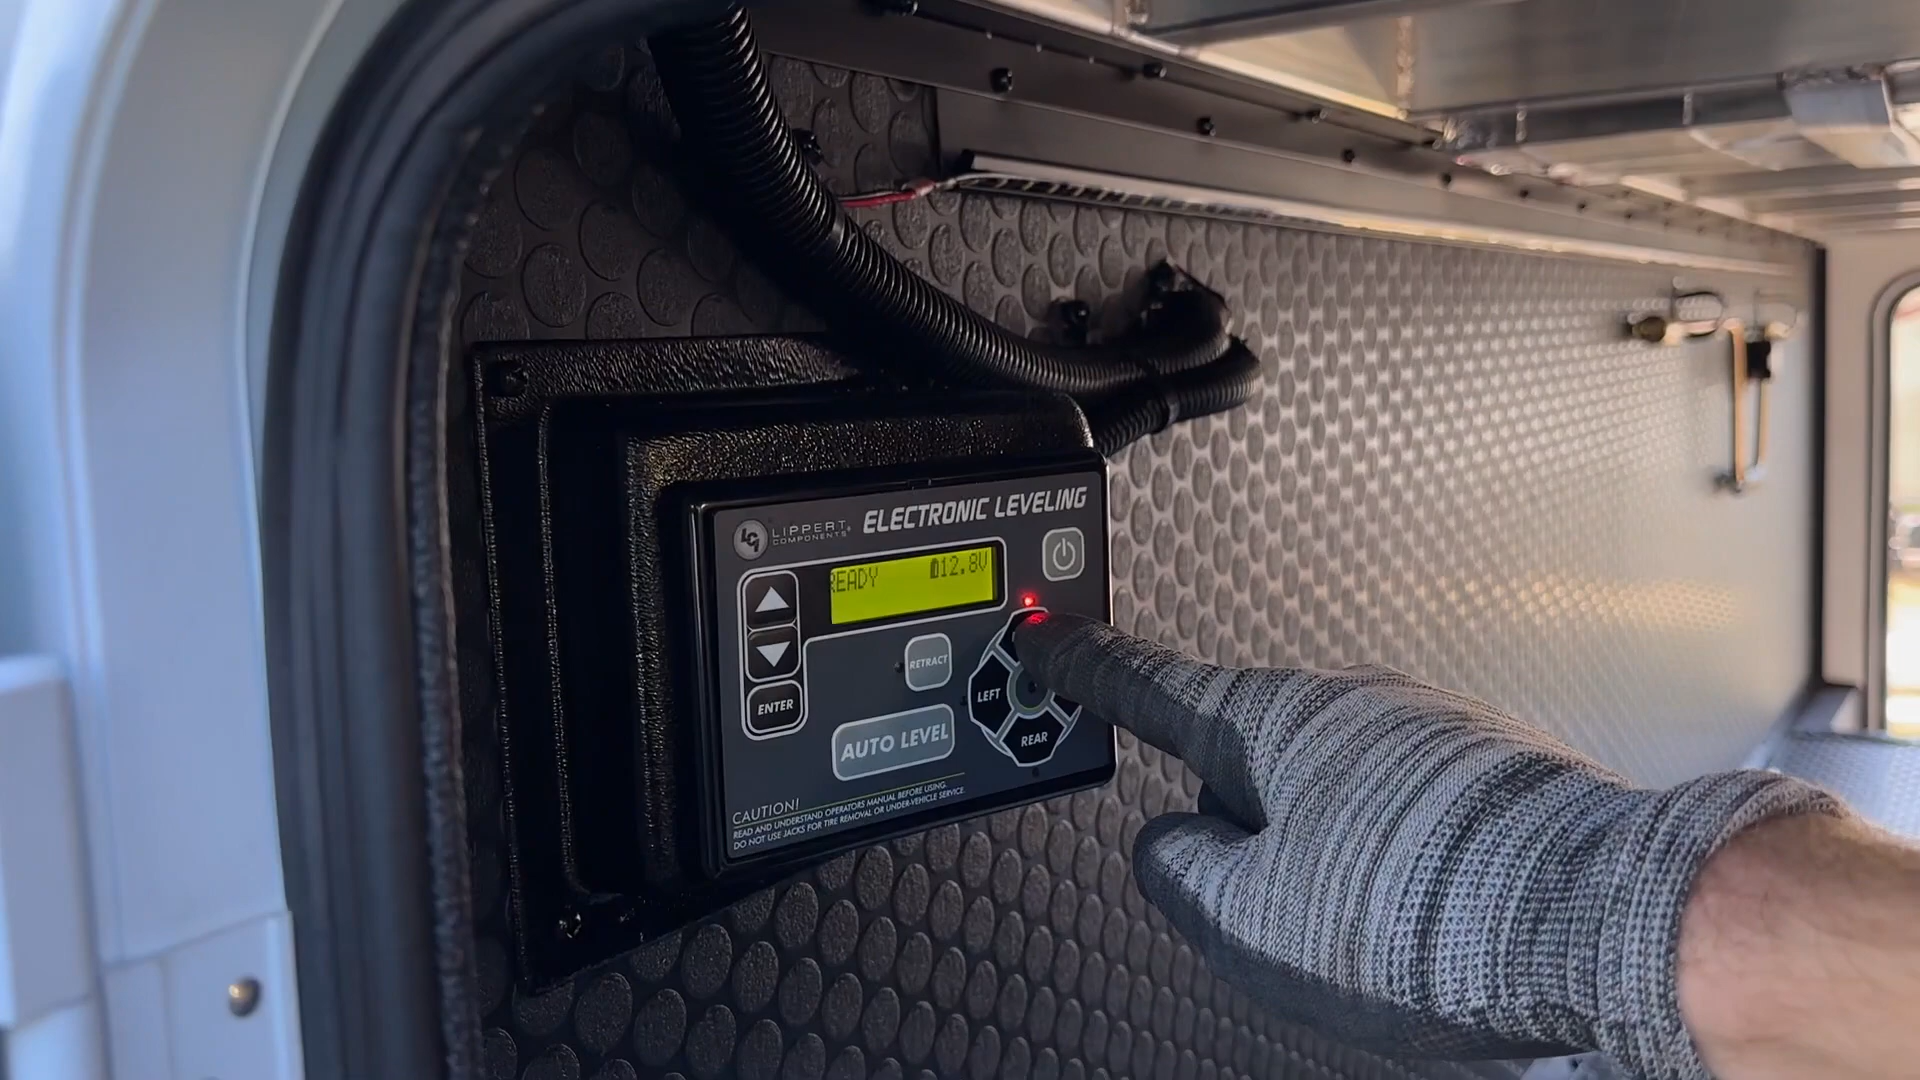 LCI LIPPERT COMPONENTS® ELECTRONIC LEVELING
READY 12.8V
RETRACT
LEFT
ENTER
AUTO LEVEL
REAR
CAUTION!
READ AND UNDERSTAND OPERATORS MANUAL BEFORE USING.
DO NOT USE JACKS FOR TIRE REMOVAL OR UNDER-VEHICLE SERVICE.